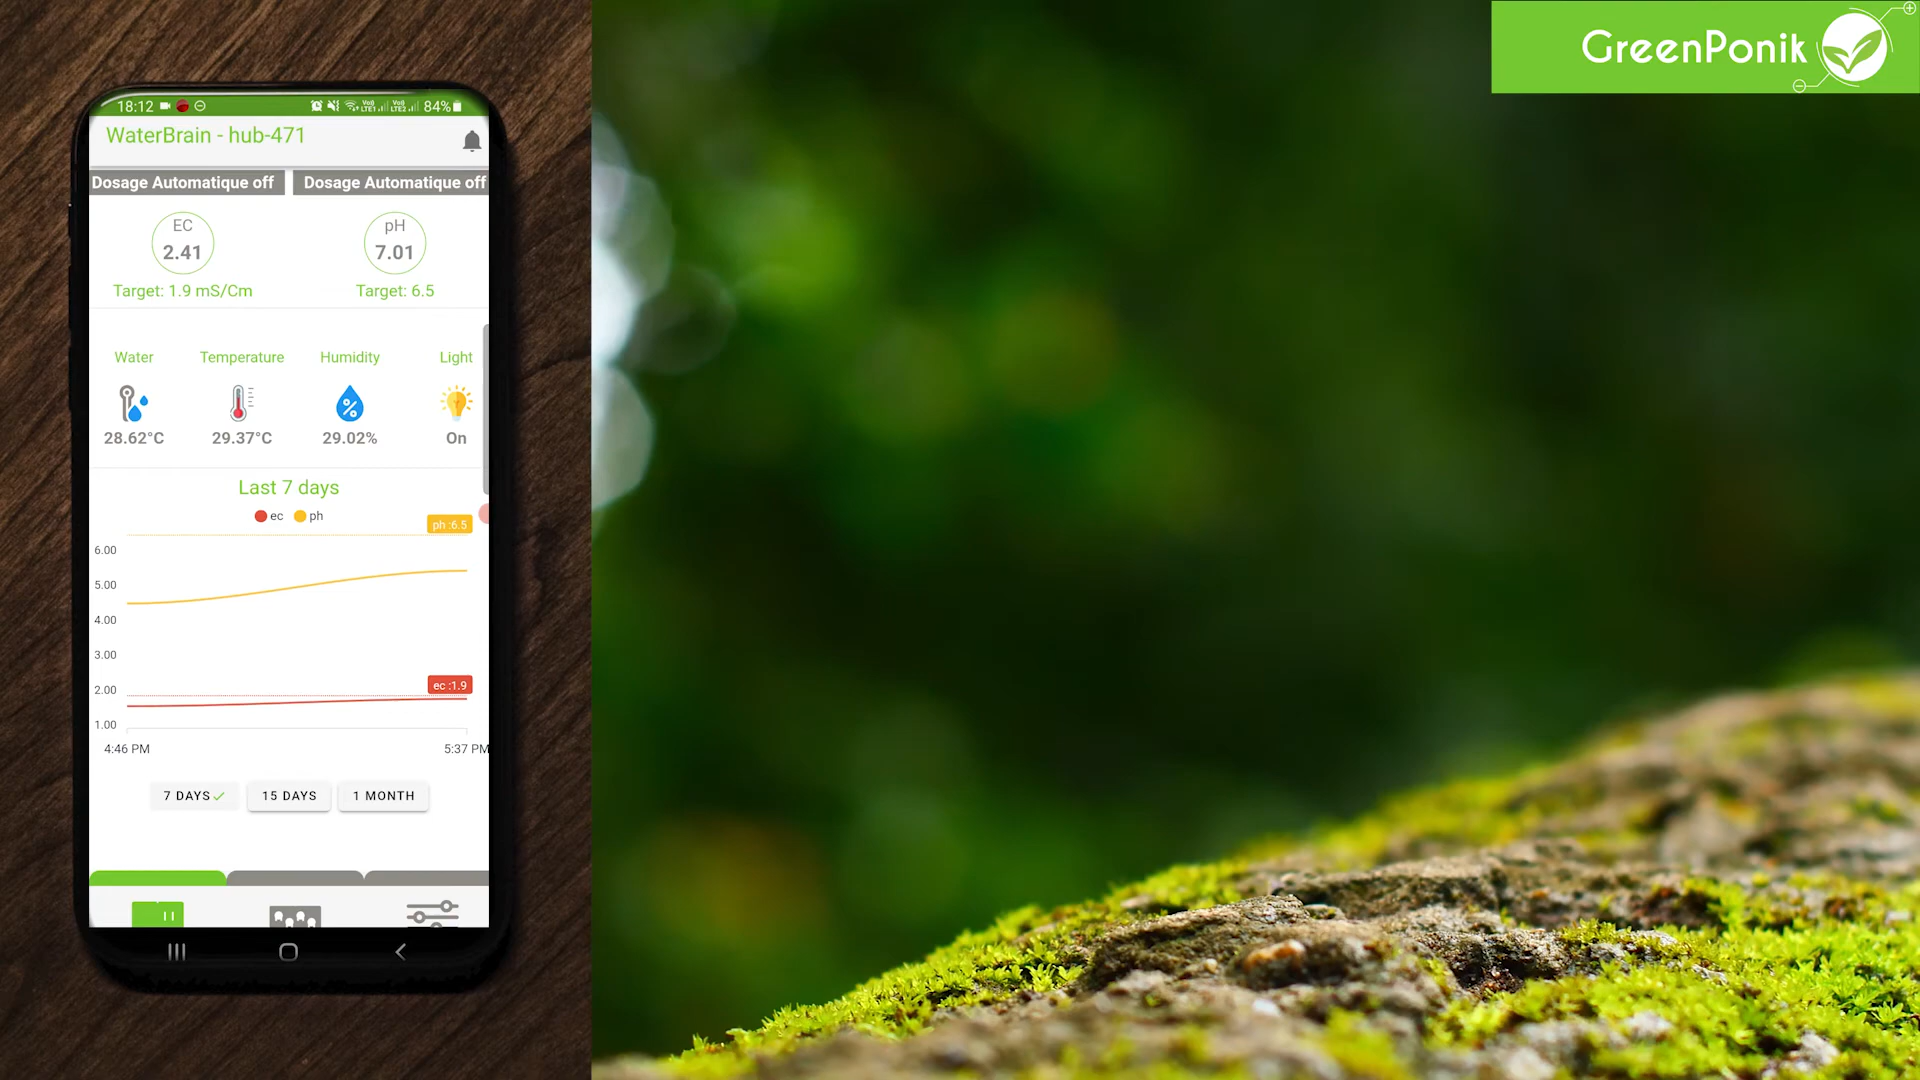 GreenPonik
18:12
84%
WaterBrain - hub-471
Dosage Automatique off
Dosage Automatique off
EC
2.41
pH
7.01
Target: 1.9 mS/Cm
Target: 6.5
Water
Temperature
Humidity
Light
28.62°C
29.37°C
29.02%
On
Last 7 days
ec
ph
ph :6.5
6.00
5.00
4.00
3.00
2.00
1.00
ec :1.9
4:46 PM
5:37 PM
7 DAYS
15 DAYS
1 MONTH